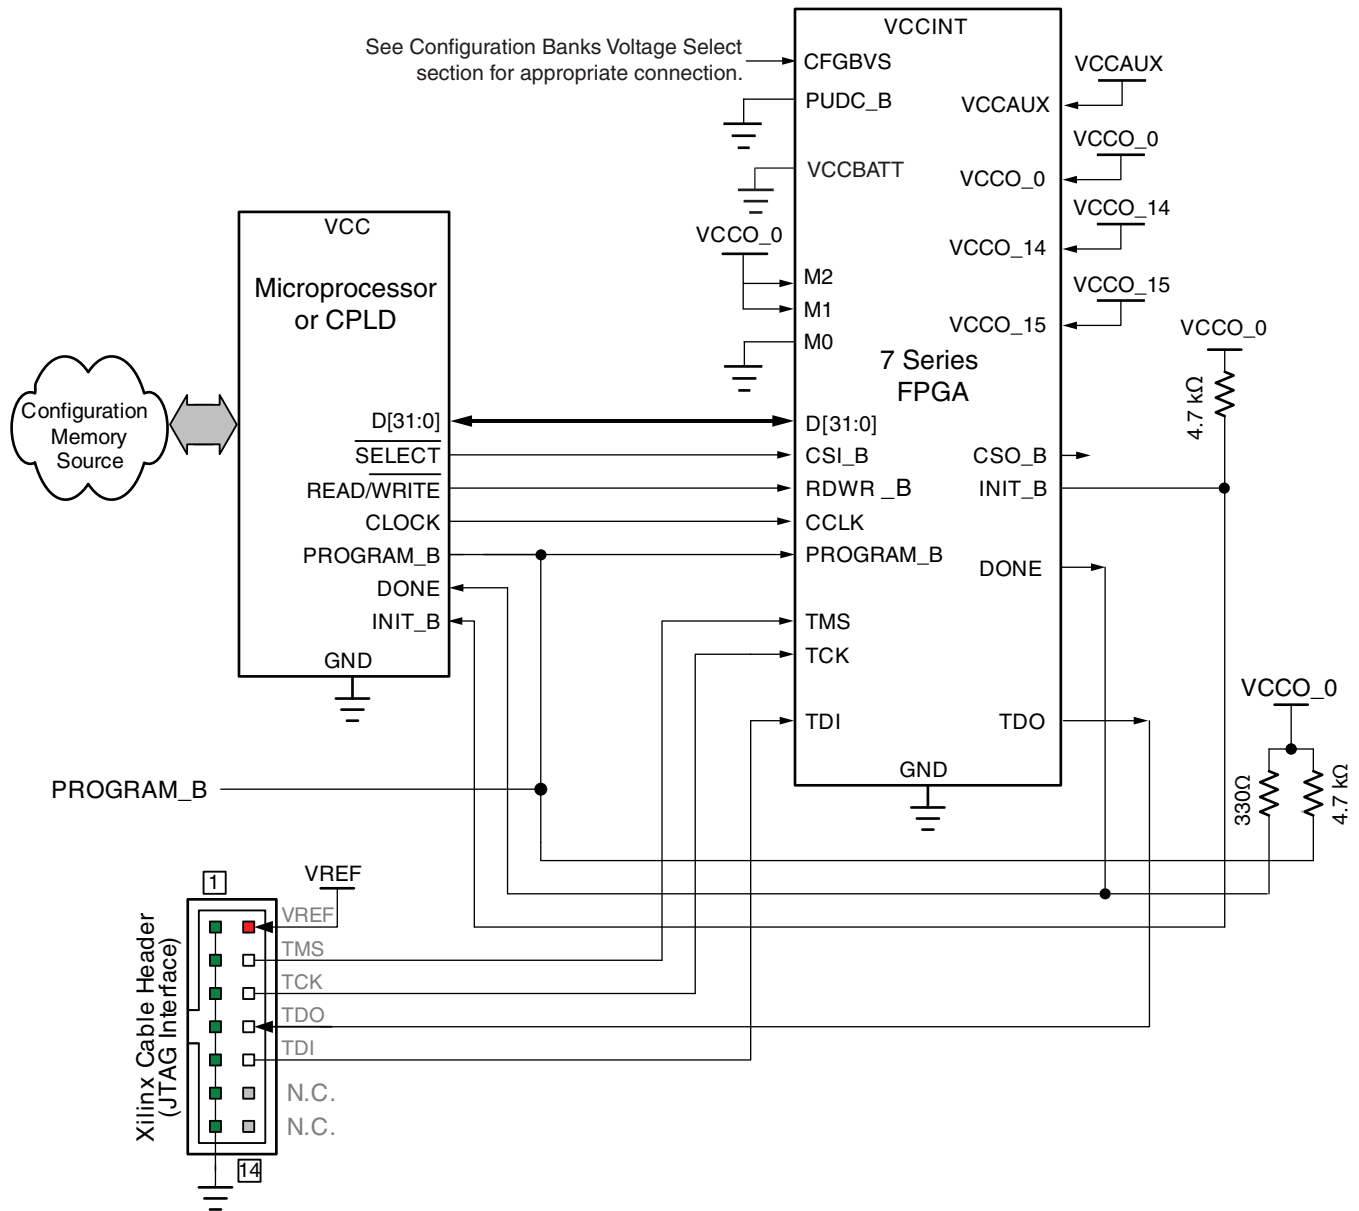 See Configuration Banks Voltage Select
section for appropriate connection.
VCCINT
CFGBVS
PUDC_B
VCCBATT
VCCO_0
M2
M1
M0
VCCAUX
VCCAUX
VCCO_0
VCCO_0
VCCO_14
VCCO_14
VCCO_15
VCCO_15
7 Series
FPGA
VCCO_0
4.7 kΩ
VCC
Microprocessor
or CPLD
Configuration
Memory
Source
D[31:0]
SELECT
READ/WRITE
CLOCK
PROGRAM_B
DONE
INIT_B
GND
D[31:0]
CSI_B
RDWR _B
CCLK
PROGRAM_B
TMS
TCK
TDI
CSO_B
INIT_B
DONE
TDO
GND
VCCO_0
330Ω
4.7 kΩ
PROGRAM_B
1
VREF
VREF
TMS
TCK
TDO
TDI
N.C.
N.C.
14
Xilinx Cable Header
(JTAG Interface)